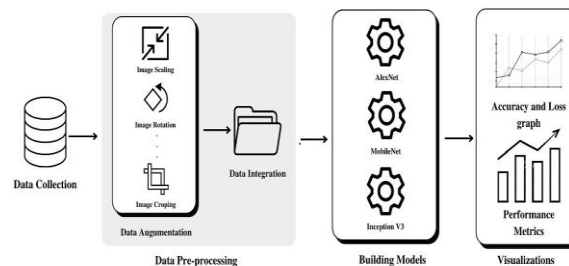 Data Collection
Image Scaling
Image Rotation
Image Croping
Data Augumentation
Data Integration
Data Pre-processing
AlexNet
MobileNet
Inception V3
Building Models
Accuracy and Loss
graph
Performance
Metrics
Visualizations